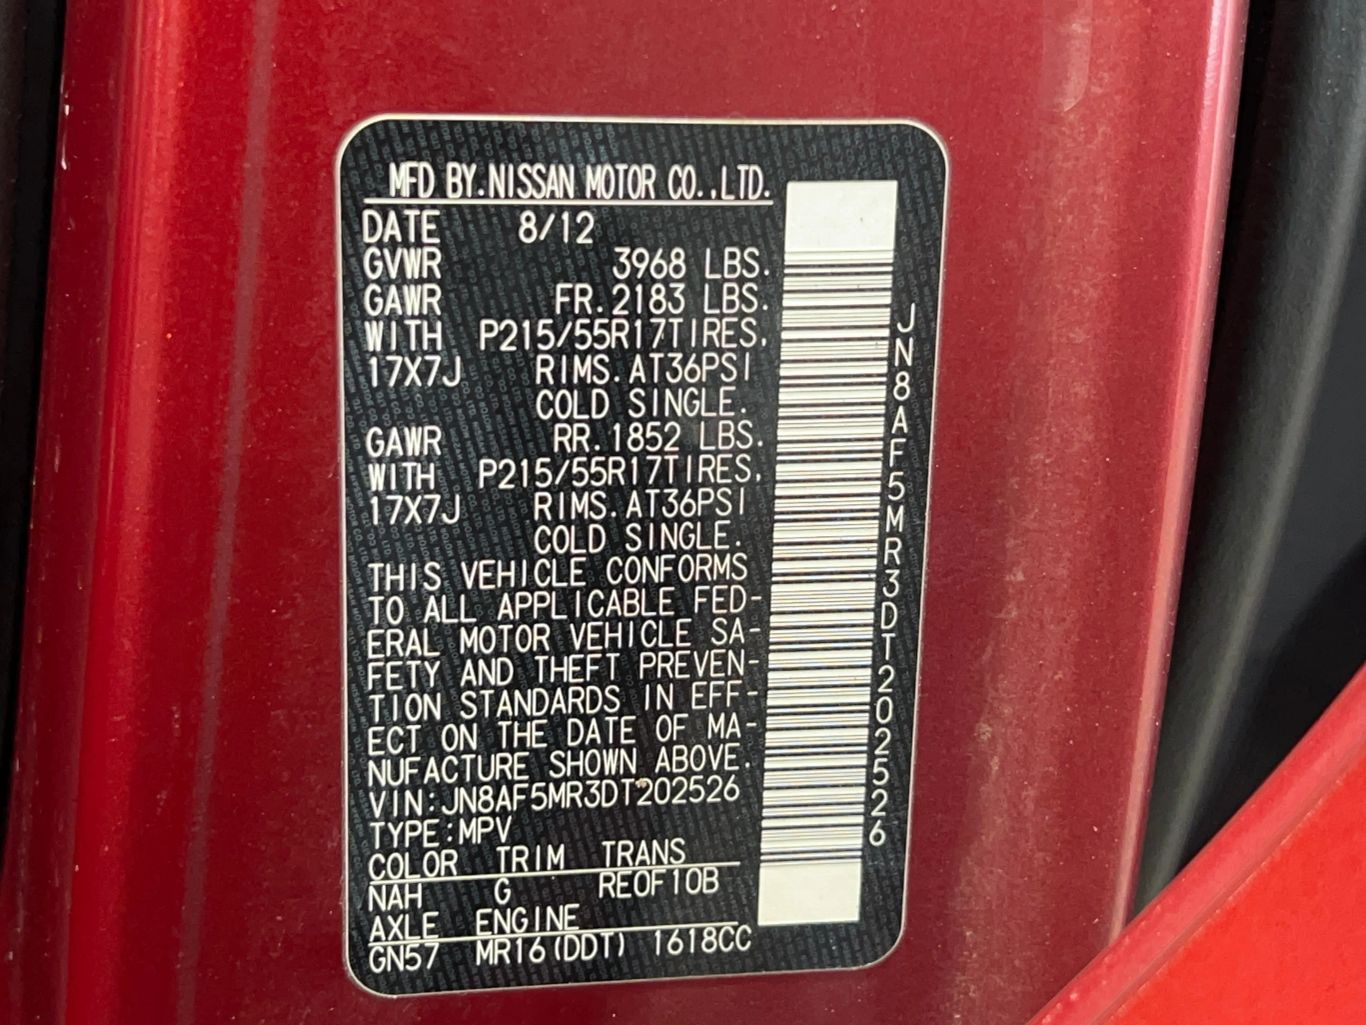 MFD BY.NISSAN MOTOR CO.,LTD.
DATE 8/12
GVWR 3968 LBS.
GAWR FR.2183 LBS.
WITH P215/55R17TIRES,
17X7J RIMS.AT36PSI
COLD SINGLE.
GAWR RR.1852 LBS.
WITH P215/55R17TIRES,
17X7J RIMS.AT36PSI
COLD SINGLE.
THIS VEHICLE CONFORMS
TO ALL APPLICABLE FED-
ERAL MOTOR VEHICLE SA-
FETY AND THEFT PREVEN-
TION STANDARDS IN EFF-
ECT ON THE DATE OF MA-
NUFACTURE SHOWN ABOVE.
VIN:JN8AF5MR3DT202526
TYPE:MPV
COLOR TRIM TRANS
NAH G RE0F10B
AXLE ENGINE
GN57 MR16(DDT) 1618CC
JN8AF5MR3DT202526